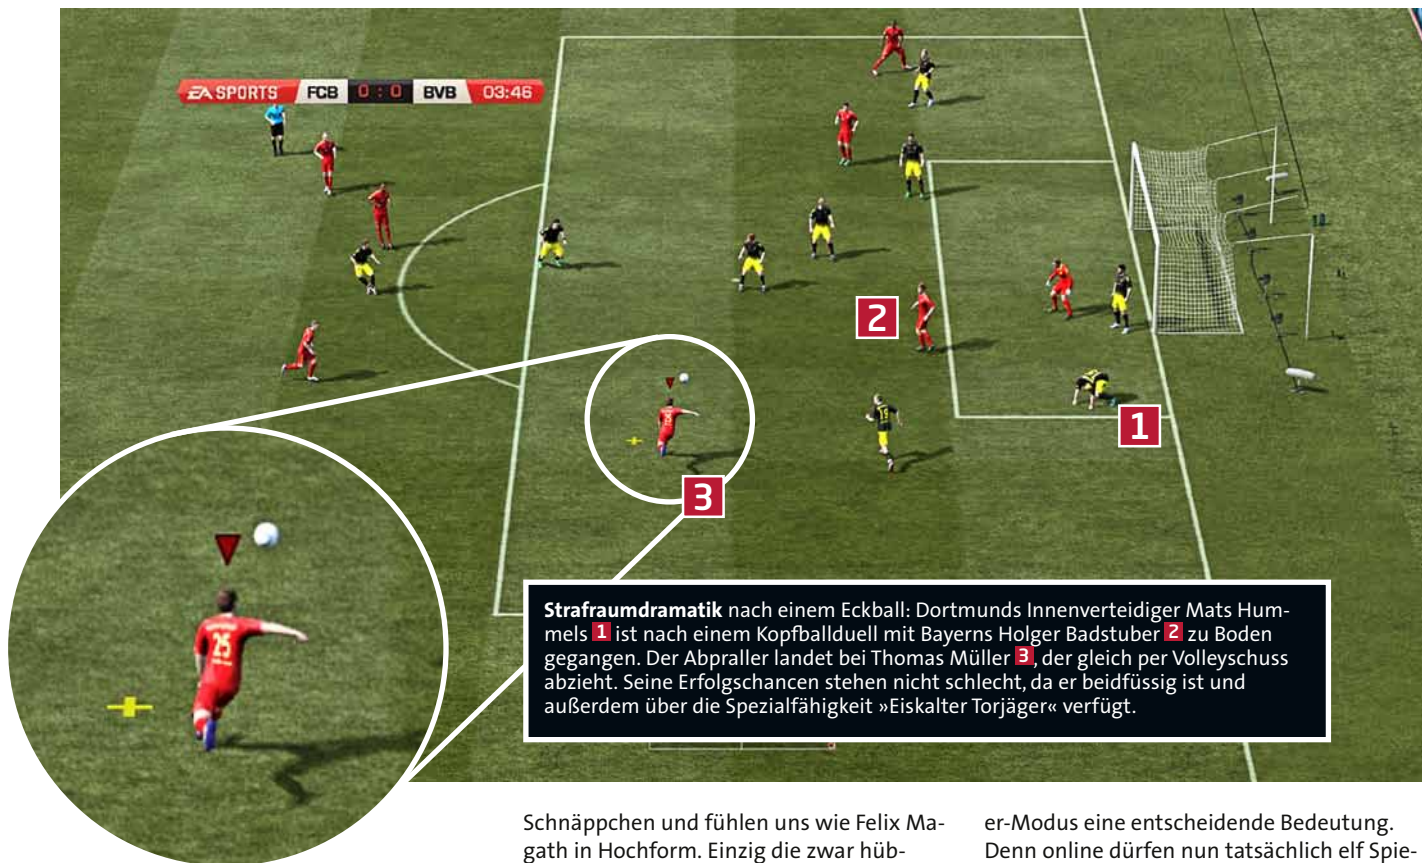 EA SPORTS FCB 0 : 0 BVB 03:46
2
1
3
25
15
Strafraumdramatik nach einem Eckball: Dortmunds Innenverteidiger Mats Hum-
mels 1 ist nach einem Kopfballduell mit Bayerns Holger Badstuber 2 zu Boden
gegangen. Der Abpraller landet bei Thomas Müller 3, der gleich per Volleyschuss
abzieht. Seine Erfolgschancen stehen nicht schlecht, da er beidfüssig ist und
außerdem über die Spezialfähigkeit »Eiskalter Torjäger« verfügt.
Schnäppchen und fühlen uns wie Felix Ma-
gath in Hochform. Einzig die zwar hüb-
er-Modus eine entscheidende Bedeutung.
Denn online dürfen nun tatsächlich elf Spie-